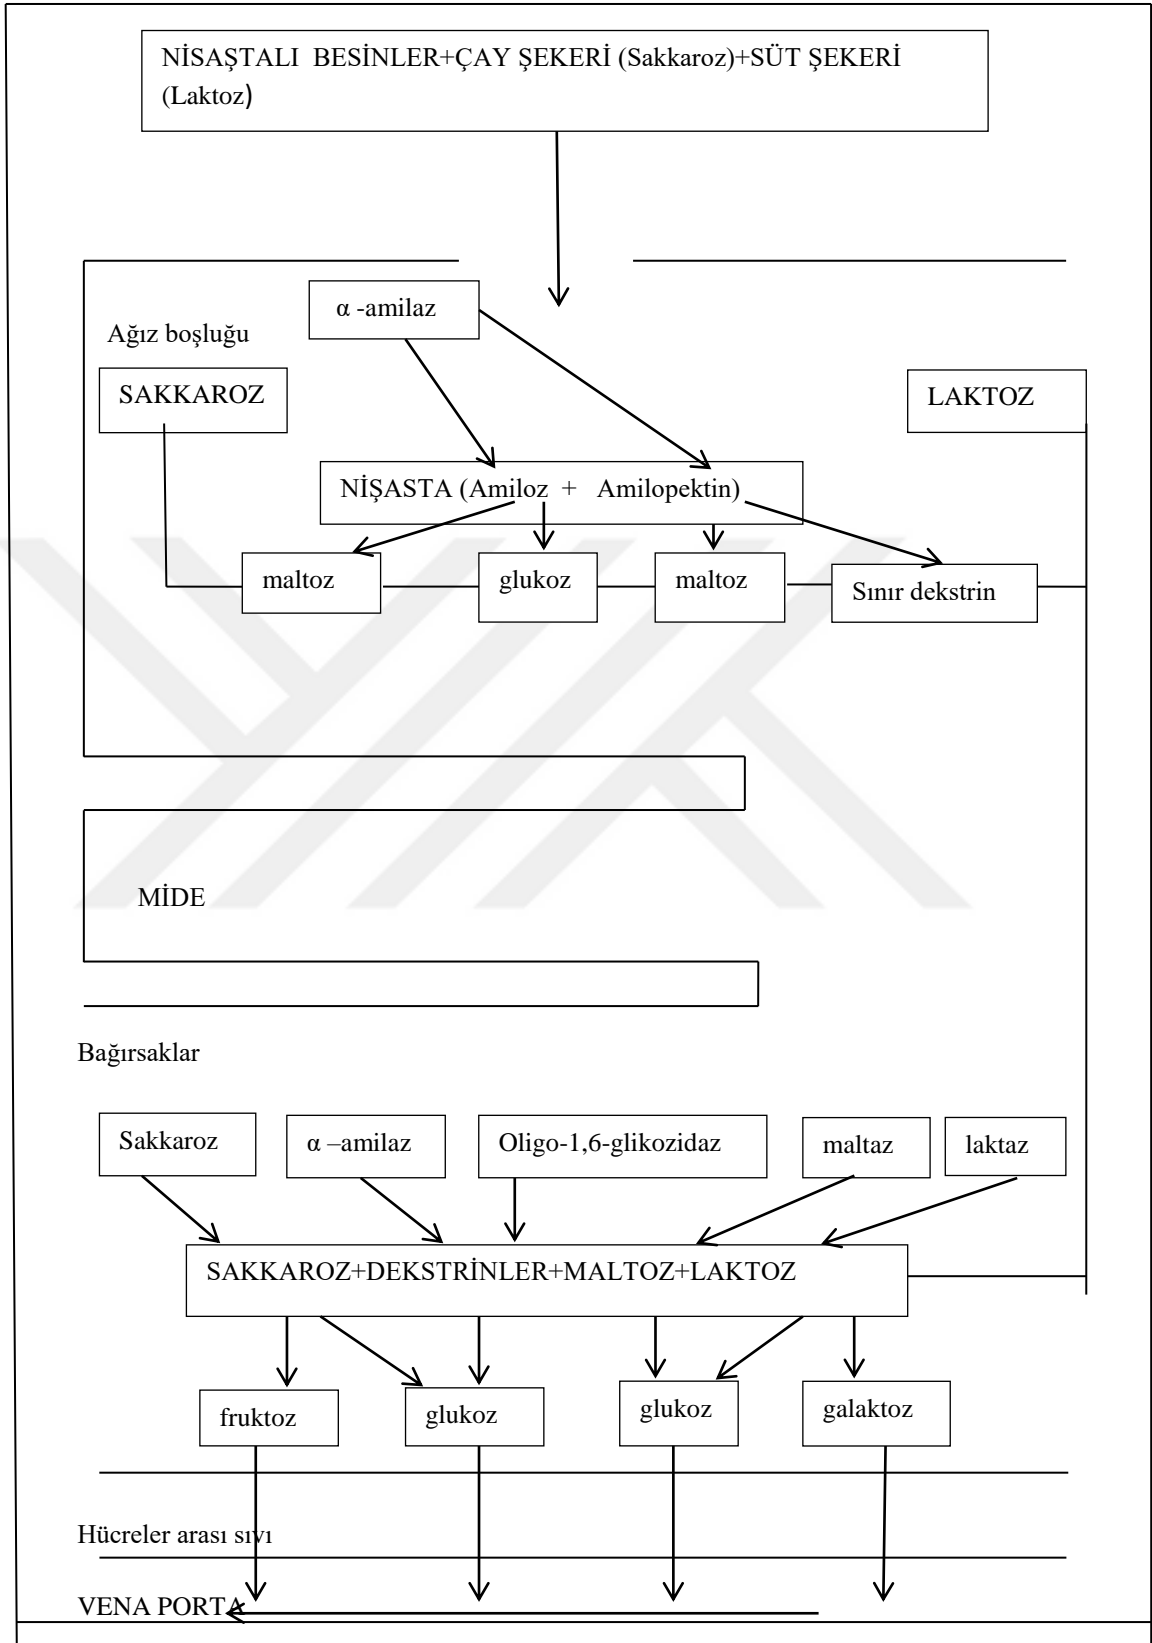 NİSAŞTALI BESİNLER+ÇAY ŞEKERİ (Sakkaroz)+SÜT ŞEKERİ
(Laktoz)
α -amilaz
Ağız boşluğu
SAKKAROZ
LAKTOZ
NİŞASTA (Amiloz + Amilopektin)
maltoz
glukoz
maltoz
Sınır dekstrin
MİDE
Bağırsaklar
Sakkaroz
α –amilaz
Oligo-1,6-glikozidaz
maltaz
laktaz
SAKKAROZ+DEKSTRİNLER+MALTOZ+LAKTOZ
fruktoz
glukoz
glukoz
galaktoz
Hücreler arası sıvı
VENA PORTA